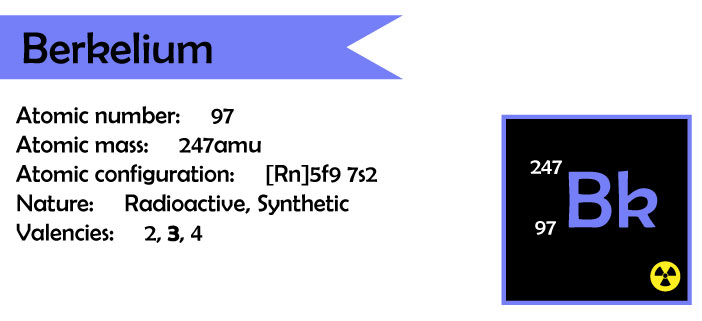 Berkelium
Atomic number: 97
Atomic mass: 247amu
Atomic configuration: [Rn]5f9 7s2
Nature: Radioactive, Synthetic
Valencies: 2, 3, 4
247
Bk
97